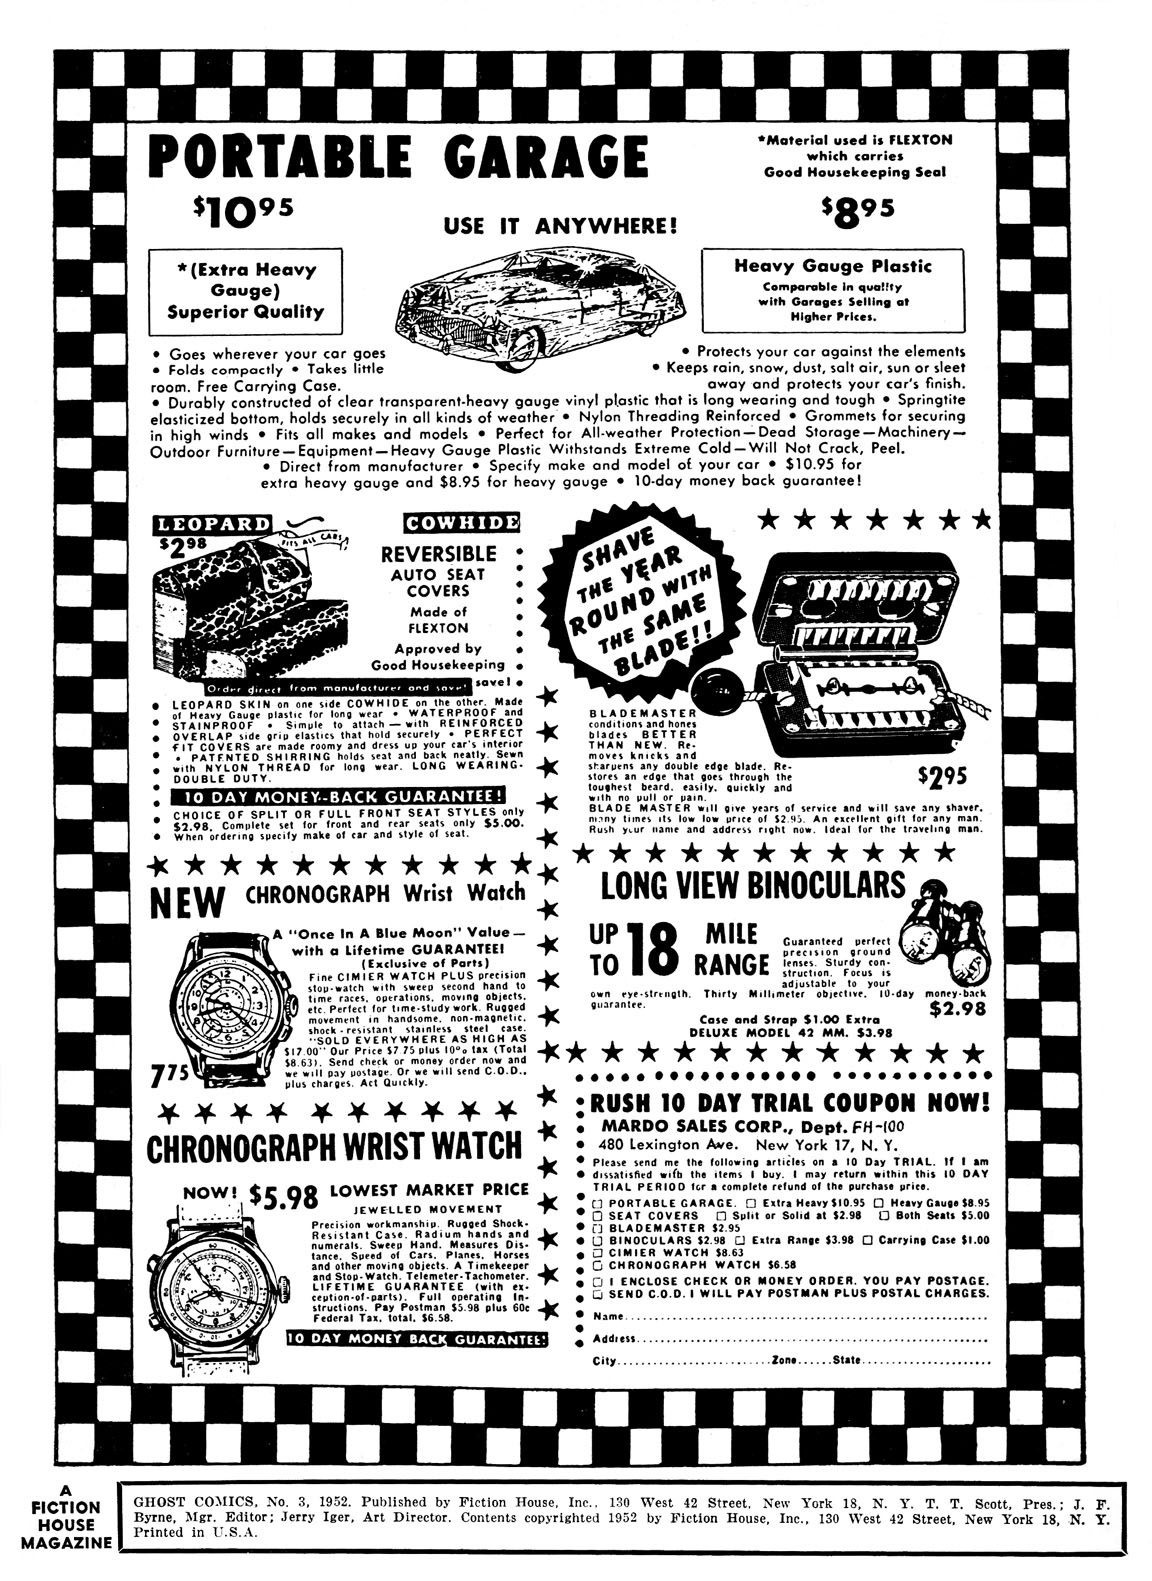 PORTABLE GARAGE
*Material used is FLEXTON
which carries
Good Housekeeping Seal
$1095
USE IT ANYWHERE!
$895
*(Extra Heavy
Gauge)
Superior Quality
Heavy Gauge Plastic
Comparable in quality
with Garages Selling at
Higher Prices.
• Goes wherever your car goes
• Folds compactly • Takes little
room. Free Carrying Case.
• Protects your car against the elements
• Keeps rain, snow, dust, salt air, sun or sleet
away and protects your car's finish.
• Durably constructed of clear transparent-heavy gauge vinyl plastic that is long wearing and tough • Springtite
elasticized bottom, holds securely in all kinds of weather • Nylon Threading Reinforced • Grommets for securing
in high winds • Fits all makes and models • Perfect for All-weather Protection—Dead Storage—Machinery—
Outdoor Furniture—Equipment—Heavy Gauge Plastic Withstands Extreme Cold—Will Not Crack, Peel.
• Direct from manufacturer • Specify make and model of your car • $10.95 for
extra heavy gauge and $8.95 for heavy gauge • 10-day money back guarantee!
LEOPARD
$298
FITS ALL CARS
COWHIDE
REVERSIBLE
AUTO SEAT
COVERS
Made of
FLEXTON
Approved by
Good Housekeeping
save!
Order direct from manufacturer and save!
LEOPARD SKIN on one side COWHIDE on the other. Made
of Heavy Gauge plastic for long wear • WATERPROOF and
STAINPROOF • Simple to attach — with REINFORCED
OVERLAP side grip elastics that hold securely • PERFECT
FIT COVERS are made roomy and dress up your car's interior
• PATENTED SHIRRING holds seat and back neatly. Sewn
with NYLON THREAD for long wear. LONG WEARING-
DOUBLE DUTY.
10 DAY MONEY-BACK GUARANTEE!
CHOICE OF SPLIT OR FULL FRONT SEAT STYLES only
$2.98. Complete set for front and rear seats only $5.00.
When ordering specify make of car and style of seat.
SHAVE
THE YEAR
ROUND WITH
THE SAME
BLADE!!
BLADEMASTER
conditions and hones
blades BETTER
THAN NEW. Re-
moves knicks and
sharpens any double edge blade. Re-
stores an edge that goes through the
toughest beard, easily, quickly and
with no pull or pain.
$295
BLADE MASTER will give years of service and will save any shaver,
many times its low low price of $2.95. An excellent gift for any man.
Rush your name and address right now. Ideal for the traveling man.
NEW CHRONOGRAPH Wrist Watch
A "Once In A Blue Moon" Value—
with a Lifetime GUARANTEE!
(Exclusive of Parts)
Fine CIMIER WATCH PLUS precision
stop-watch with sweep second hand to
time races, operations, moving objects,
etc. Perfect for time-study work. Rugged
movement in handsome, non-magnetic,
shock-resistant stainless steel case.
"SOLD EVERYWHERE AS HIGH AS
$17.00" Our Price $7.75 plus 10% tax (Total
$8.63). Send check or money order now and
we will pay postage. Or we will send C.O.D.,
plus charges. Act Quickly.
775
LONG VIEW BINOCULARS
UP
TO 18 MILE
RANGE
Guaranteed perfect
precision ground
lenses. Sturdy con-
struction. Focus is
adjustable to your
own eye-strength. Thirty Millimeter objective. 10-day money-back
guarantee.
$2.98
Case and Strap $1.00 Extra
DELUXE MODEL 42 MM. $3.98
CHRONOGRAPH WRIST WATCH
NOW! $5.98 LOWEST MARKET PRICE
JEWELLED MOVEMENT
Precision workmanship. Rugged Shock-
Resistant Case. Radium hands and
numerals. Sweep Hand. Measures Dis-
tance, Speed of Cars, Planes, Horses
and other moving objects. A Timekeeper
and Stop-Watch. Telemeter-Tachometer.
LIFETIME GUARANTEE (with ex-
ception-of-parts). Full operating In-
structions. Pay Postman $5.98 plus 60c
Federal Tax, total, $6.58.
10 DAY MONEY BACK GUARANTEE!
RUSH 10 DAY TRIAL COUPON NOW!
MARDO SALES CORP., Dept. FH-100
480 Lexington Ave. New York 17, N. Y.
Please send me the following articles on a 10 Day TRIAL. If I am
dissatisfied with the items I buy. I may return within this 10 DAY
TRIAL PERIOD for a complete refund of the purchase price.
☐ PORTABLE GARAGE. ☐ Extra Heavy $10.95 ☐ Heavy Gauge $8.95
☐ SEAT COVERS ☐ Split or Solid at $2.98 ☐ Both Seats $5.00
☐ BLADEMASTER $2.95
☐ BINOCULARS $2.98 ☐ Extra Range $3.98 ☐ Carrying Case $1.00
☐ CIMIER WATCH $8.63
☐ CHRONOGRAPH WATCH $6.58
☐ I ENCLOSE CHECK OR MONEY ORDER. YOU PAY POSTAGE.
☐ SEND C.O.D. I WILL PAY POSTMAN PLUS POSTAL CHARGES.
Name
Address
City Zone State
A
FICTION
HOUSE
MAGAZINE
GHOST COMICS, No. 3, 1952. Published by Fiction House, Inc., 130 West 42 Street, New York 18, N. Y. T. T. Scott, Pres.; J. F.
Byrne, Mgr. Editor; Jerry Iger, Art Director. Contents copyrighted 1952 by Fiction House, Inc., 130 West 42 Street, New York 18, N. Y.
Printed in U.S.A.